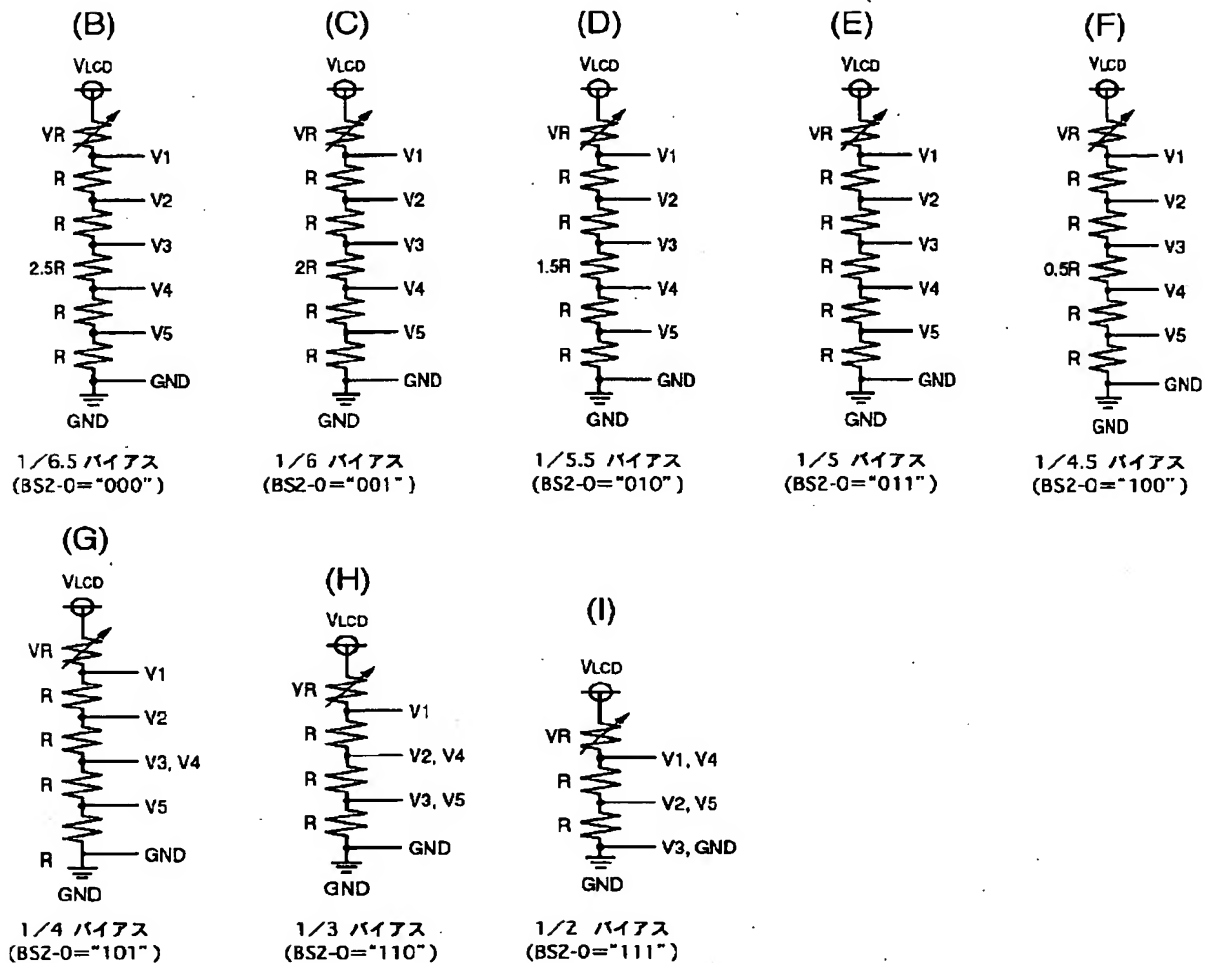 (B)
VLCD
VR
V1
R
V2
R
V3
2.5R
V4
R
V5
R
GND
GND
1/6.5 バイアス
(BS2-0="000")
(C)
VLCD
VR
V1
R
V2
R
V3
2R
V4
R
V5
R
GND
GND
1/6 バイアス
(BS2-0="001")
(D)
VLCD
VR
V1
R
V2
R
V3
1.5R
V4
R
V5
R
GND
GND
1/5.5 バイアス
(BS2-0="010")
(E)
VLCD
VR
V1
R
V2
R
V3
R
V4
R
V5
R
GND
GND
1/5 バイアス
(BS2-0="011")
(F)
VLCD
VR
V1
R
V2
R
V3
0.5R
V4
R
V5
R
GND
GND
1/4.5 バイアス
(BS2-0="100")
(G)
VLCD
VR
V1
R
V2
R
V3, V4
R
V5
R
GND
GND
1/4 バイアス
(BS2-0="101")
(H)
VLCD
VR
V1
R
V2, V4
R
V3, V5
R
GND
GND
1/3 バイアス
(BS2-0="110")
(I)
VLCD
VR
V1, V4
R
V2, V5
R
V3, GND
GND
1/2 バイアス
(BS2-0="111")